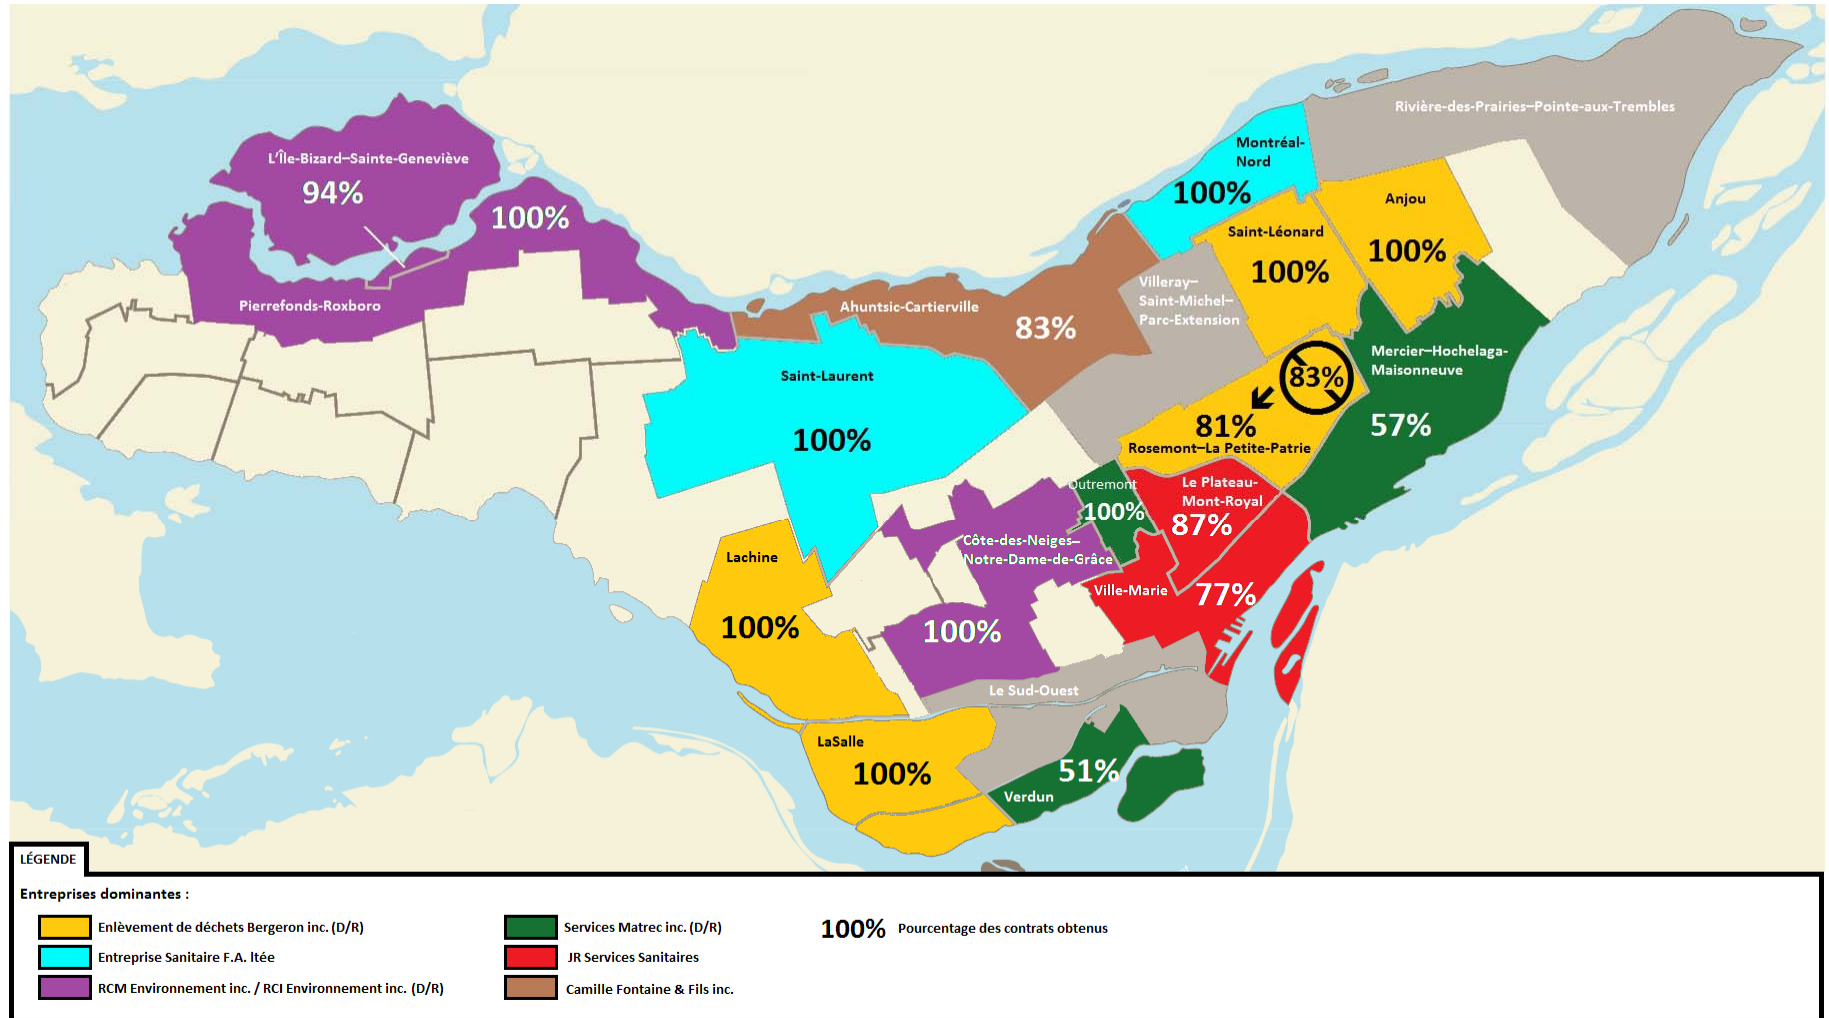 Rivière-des-Prairies–Pointe-aux-Trembles
Montréal-
Nord
100%
L'Île-Bizard–Sainte-Geneviève
94%
100%
Anjou
100%
Saint-Léonard
100%
Villeray–
Saint-Michel–
Parc-Extension
Pierrefonds-Roxboro
Ahuntsic-Cartierville
83%
Mercier–Hochelaga-
Maisonneuve
57%
83%
81%
Rosemont–La Petite-Patrie
Saint-Laurent
100%
Outremont
100%
Le Plateau-
Mont-Royal
87%
Côte-des-Neiges–
Notre-Dame-de-Grâce
100%
Lachine
100%
Ville-Marie
77%
Le Sud-Ouest
LaSalle
100%
51%
Verdun
LÉGENDE
Entreprises dominantes :
Enlèvement de déchets Bergeron inc. (D/R)
Entreprise Sanitaire F.A. ltée
RCM Environnement inc. / RCI Environnement inc. (D/R)
Services Matrec inc. (D/R)
JR Services Sanitaires
Camille Fontaine & Fils inc.
100% Pourcentage des contrats obtenus